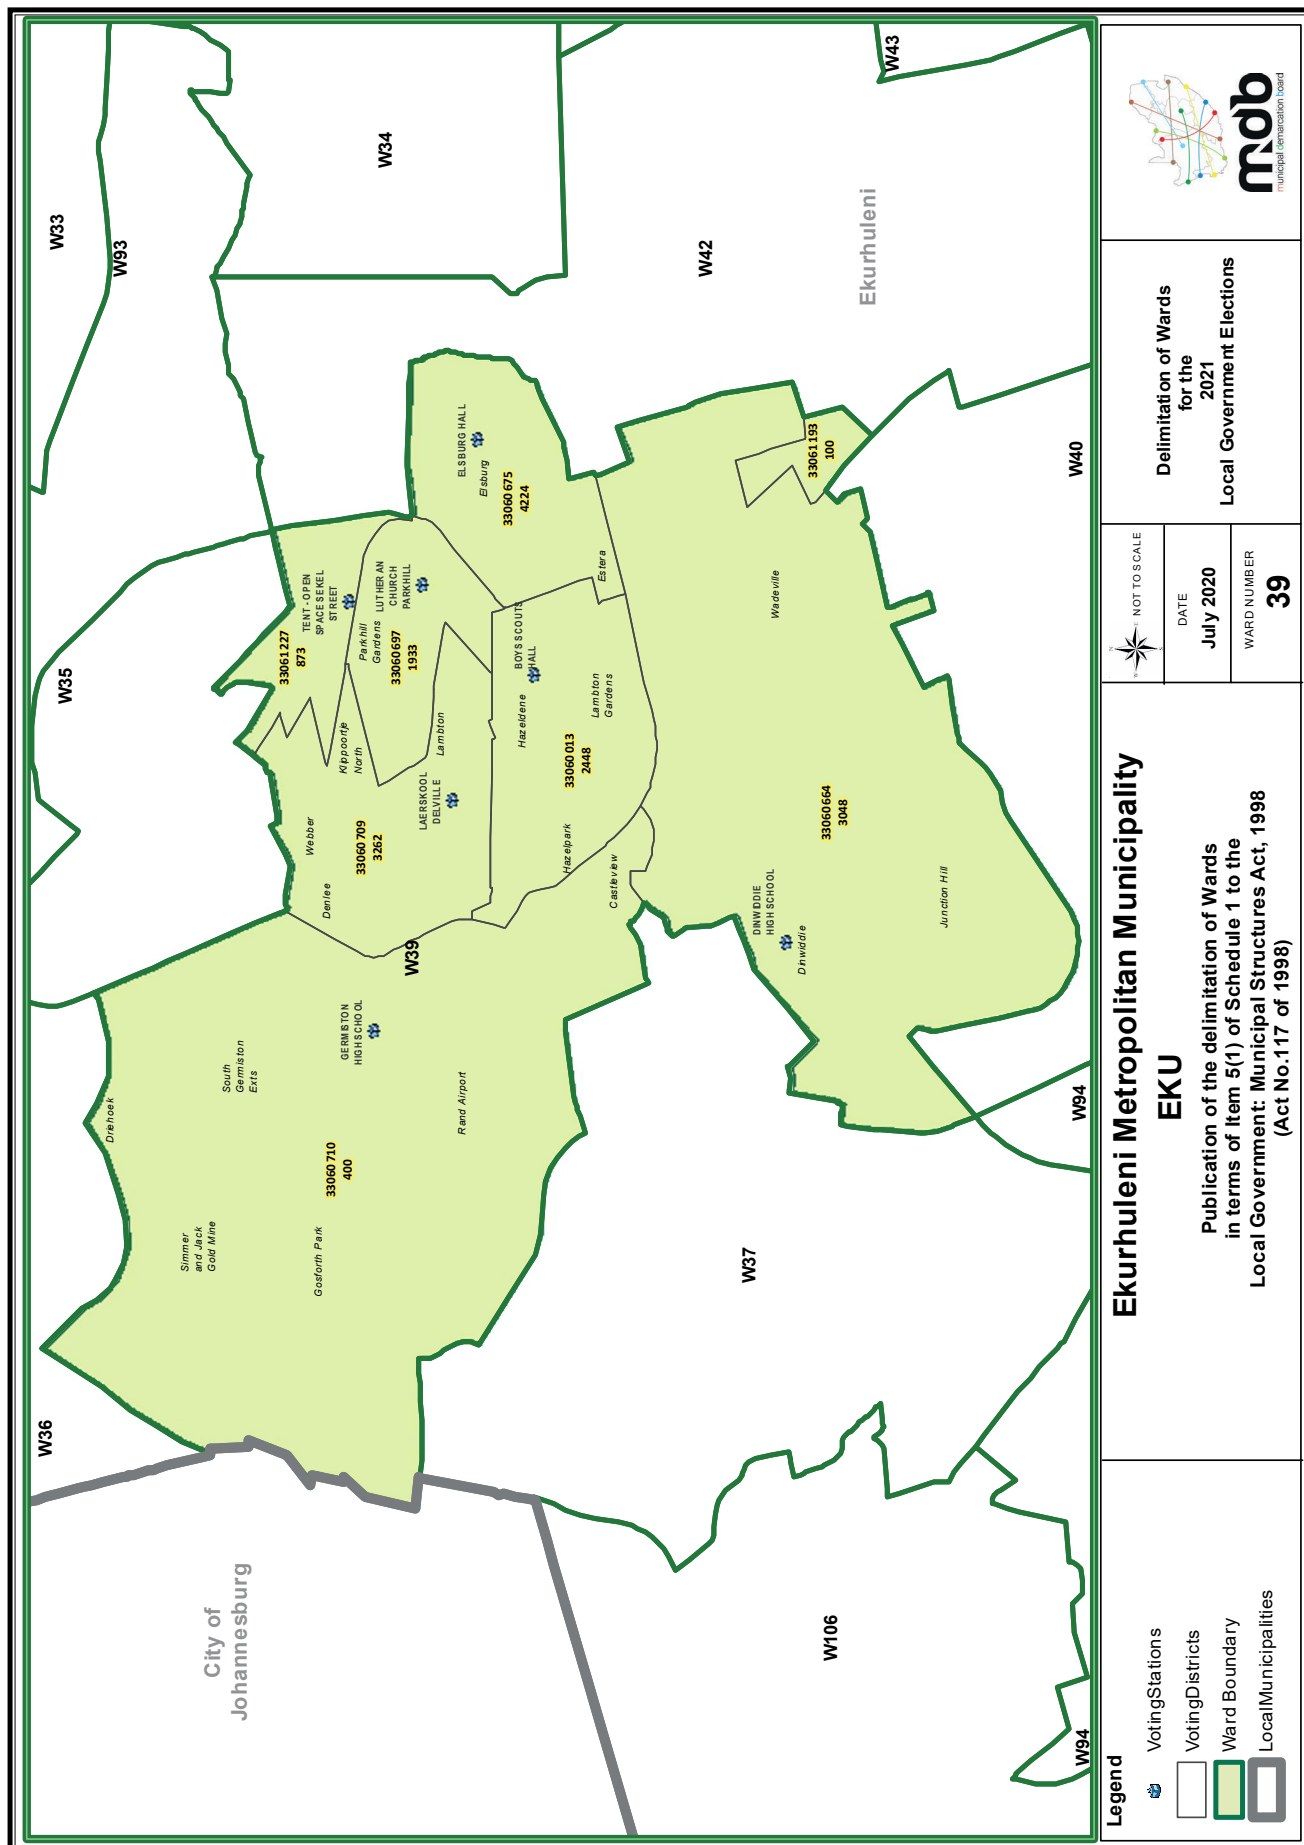 W36
W35
W33
W93
W34
W43
W42
W40
W39
W37
W94
W106
W94
City of
Johannesburg
Ekurhuleni
Driehoek
South
Germiston
Exts
Simmer
and Jack
Gold Mine
Gosforth Park
33060710
400
GERMISTON
HIGH SCHOOL
Rand Airport
Denlee
Webber
33060709
3262
LAERSKOOL
DELVILLE
Klippoortje
North
Lambton
33061227
873
TENT - OPEN
SPACE SEKEL
STREET
Parkhill
Gardens
LUTHERAN
CHURCH
PARKHILL
33060697
1933
ELSBURG HALL
Elsburg
33060675
4224
BOYS SCOUTS
HALL
Hazeldene
Lambton
Gardens
33060013
2448
Hazelpark
Castleview
Estera
Wadeville
33061193
100
33060664
3048
DINWIDDIE
HIGH SCHOOL
Dinwiddie
Junction Hill
Legend
VotingStations
VotingDistricts
Ward Boundary
LocalMunicipalities
Ekurhuleni Metropolitan Municipality
EKU
Publication of the delimitation of Wards
in terms of Item 5(1) of Schedule 1 to the
Local Government: Municipal Structures Act, 1998
(Act No.117 of 1998)
N
W
E
S
NOT TO SCALE
DATE
July 2020
WARD NUMBER
39
Delimitation of Wards
for the
2021
Local Government Elections
mdb
municipal demarcation board